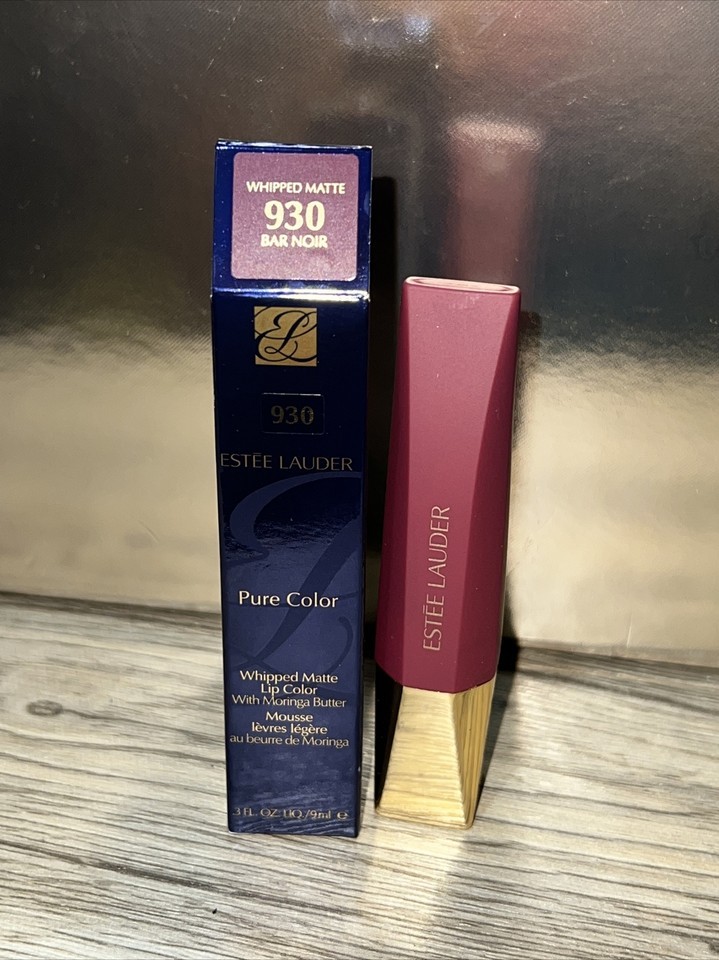 WHIPPED MATTE
930
BAR NOIR
930
ESTĒE LAUDER
Pure Color
Whipped Matte
Lip Color
With Moringa Butter
Mousse
lèvres légère
au beurre de Moringa
.3 FL. OZ. LIQ./9ml e
ESTĒE LAUDER